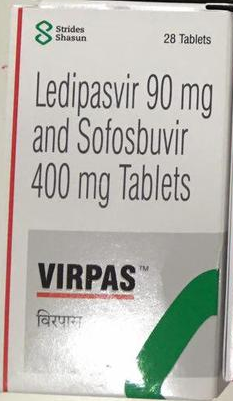 Strides
Shasun
28 Tablets
Ledipasvir 90 mg
and Sofosbuvir
400 mg Tablets
VIRPAS™
विरपास